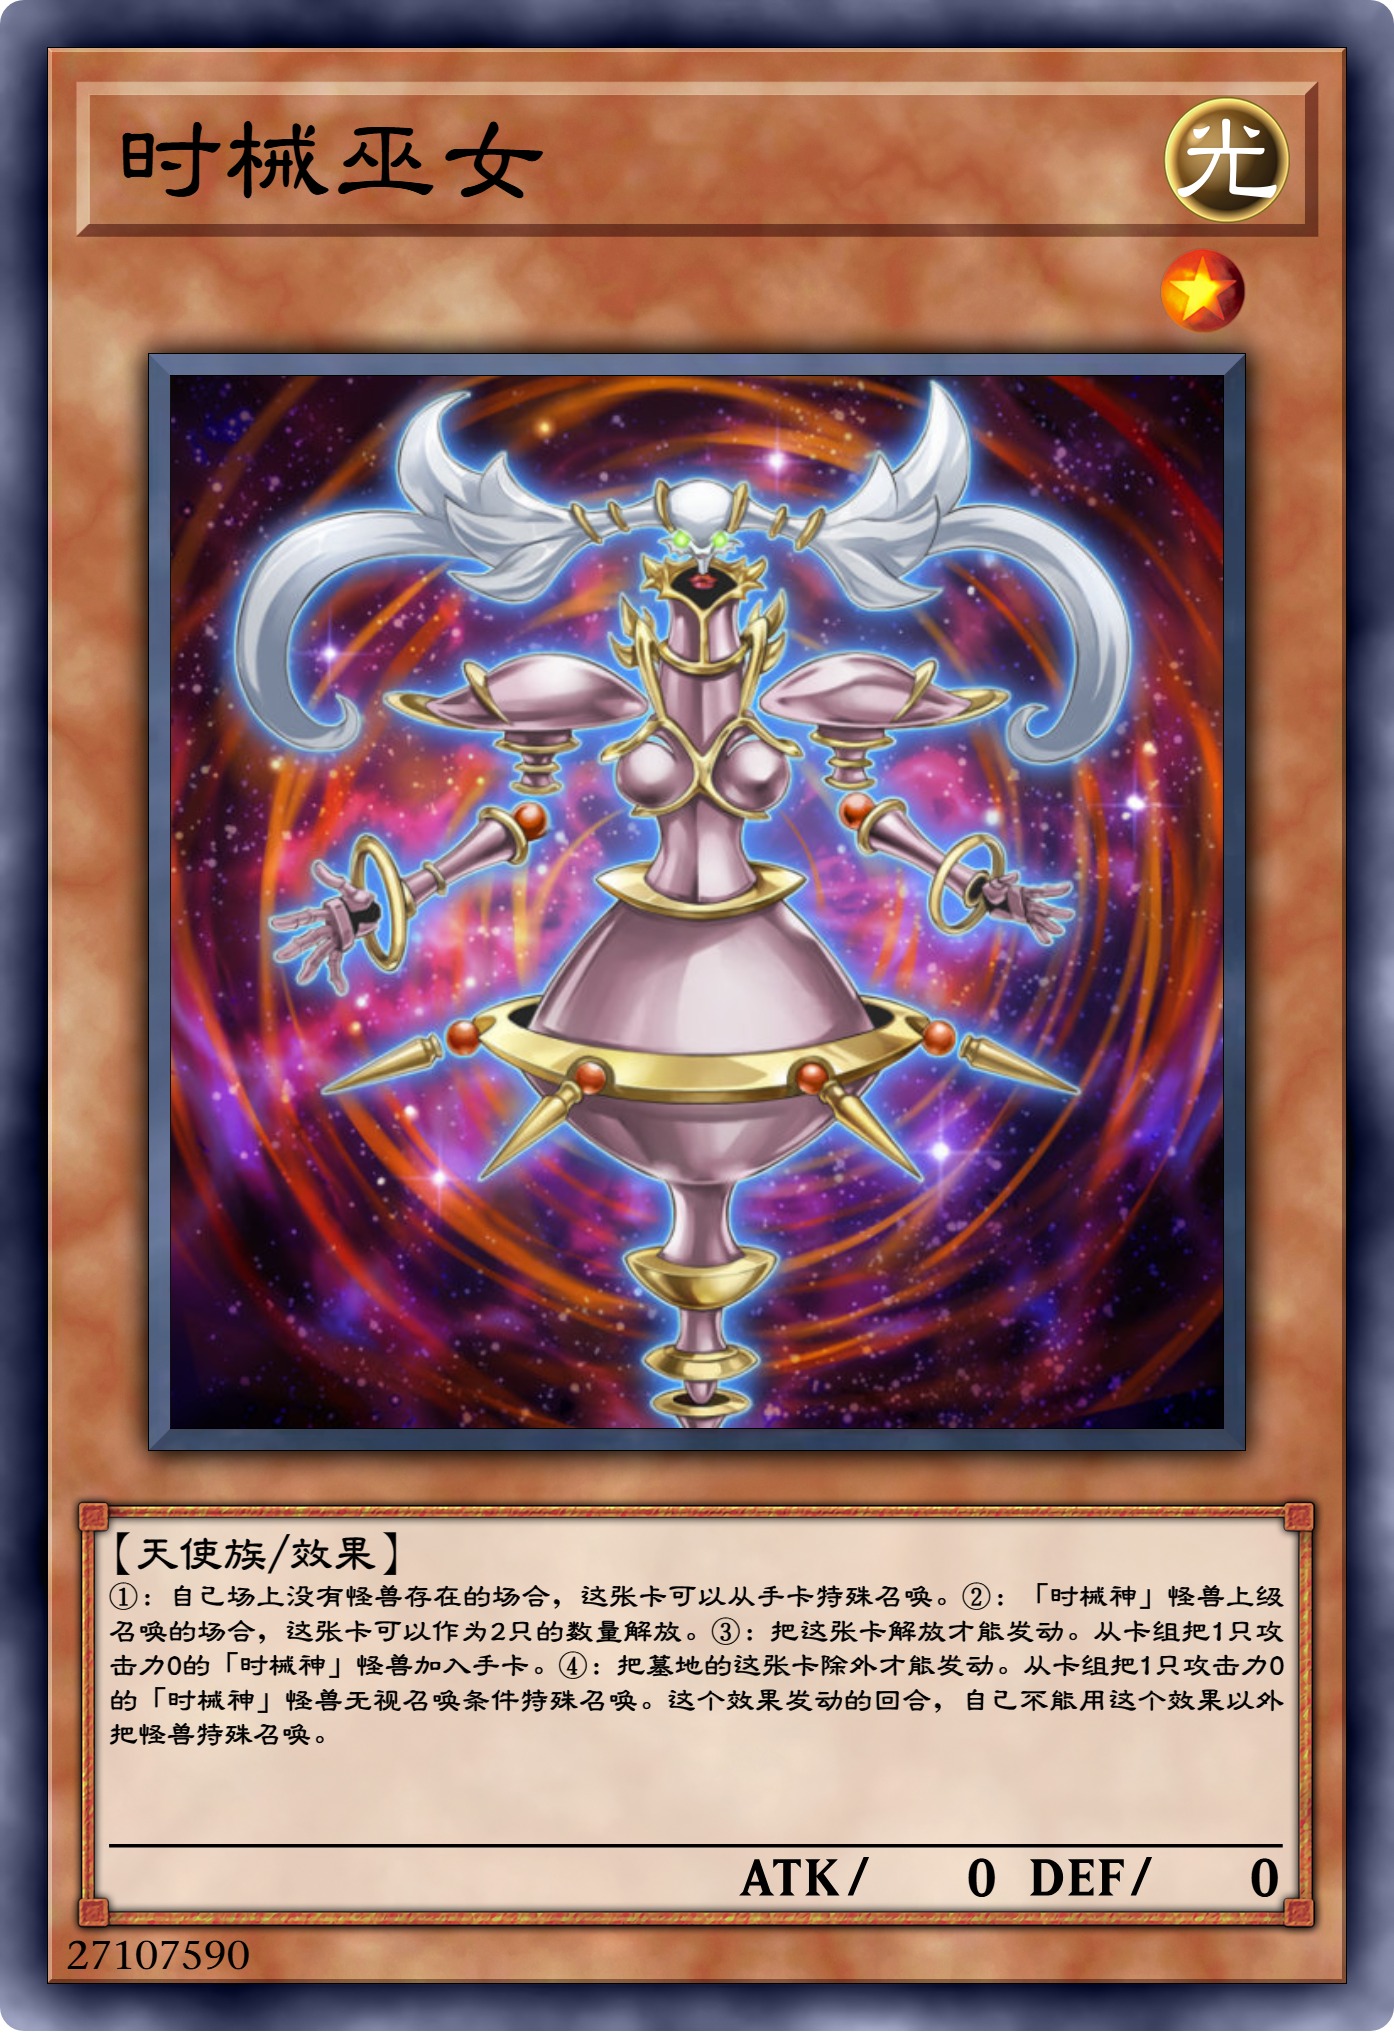 时械巫女
光
【天使族/效果】
①：自己场上没有怪兽存在的场合，这张卡可以从手卡特殊召唤。②：「时械神」怪兽上级
召唤的场合，这张卡可以作为2只的数量解放。③：把这张卡解放才能发动。从卡组把1只攻
击力0的「时械神」怪兽加入手卡。④：把墓地的这张卡除外才能发动。从卡组把1只攻击力0
的「时械神」怪兽无视召唤条件特殊召唤。这个效果发动的回合，自己不能用这个效果以外
把怪兽特殊召唤。
ATK/ 0 DEF/ 0
27107590